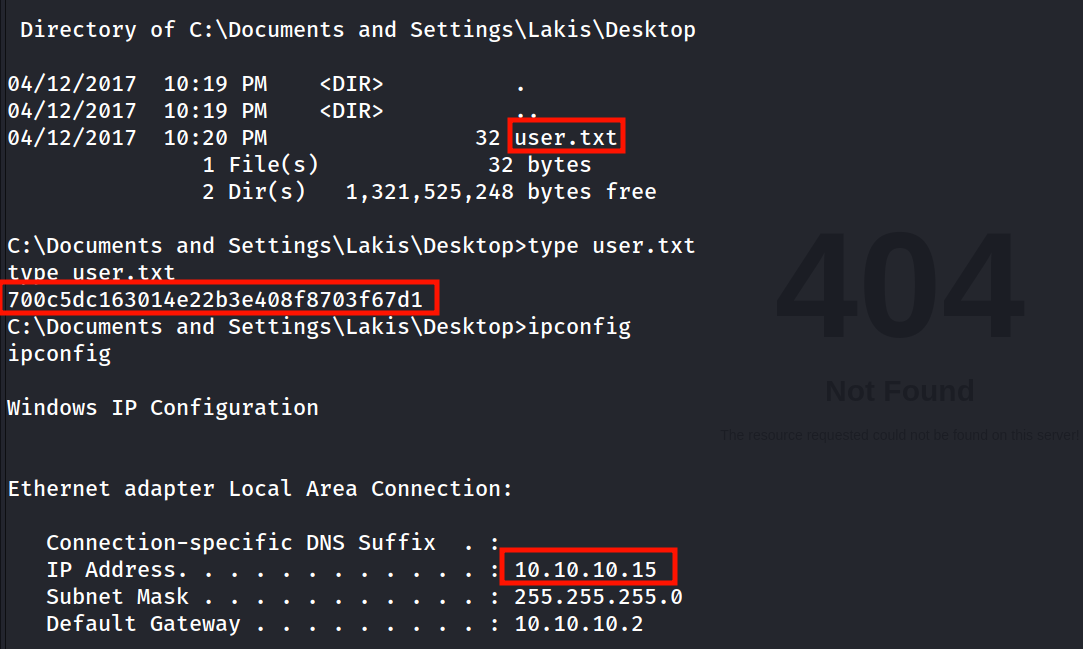 Directory of C:\Documents and Settings\Lakis\Desktop
04/12/2017  10:19 PM    <DIR>          .
04/12/2017  10:19 PM    <DIR>          ..
04/12/2017  10:20 PM                32 user.txt
1 File(s)             32 bytes
2 Dir(s)   1,321,525,248 bytes free
C:\Documents and Settings\Lakis\Desktop>type user.txt
type user.txt
700c5dc163014e22b3e408f8703f67d1
C:\Documents and Settings\Lakis\Desktop>ipconfig
ipconfig
404
Not Found
The resource requested could not be found on this server!
Windows IP Configuration
Ethernet adapter Local Area Connection:
Connection-specific DNS Suffix  . :
IP Address. . . . . . . . . . . . : 10.10.10.15
Subnet Mask . . . . . . . . . . . : 255.255.255.0
Default Gateway . . . . . . . . . : 10.10.10.2